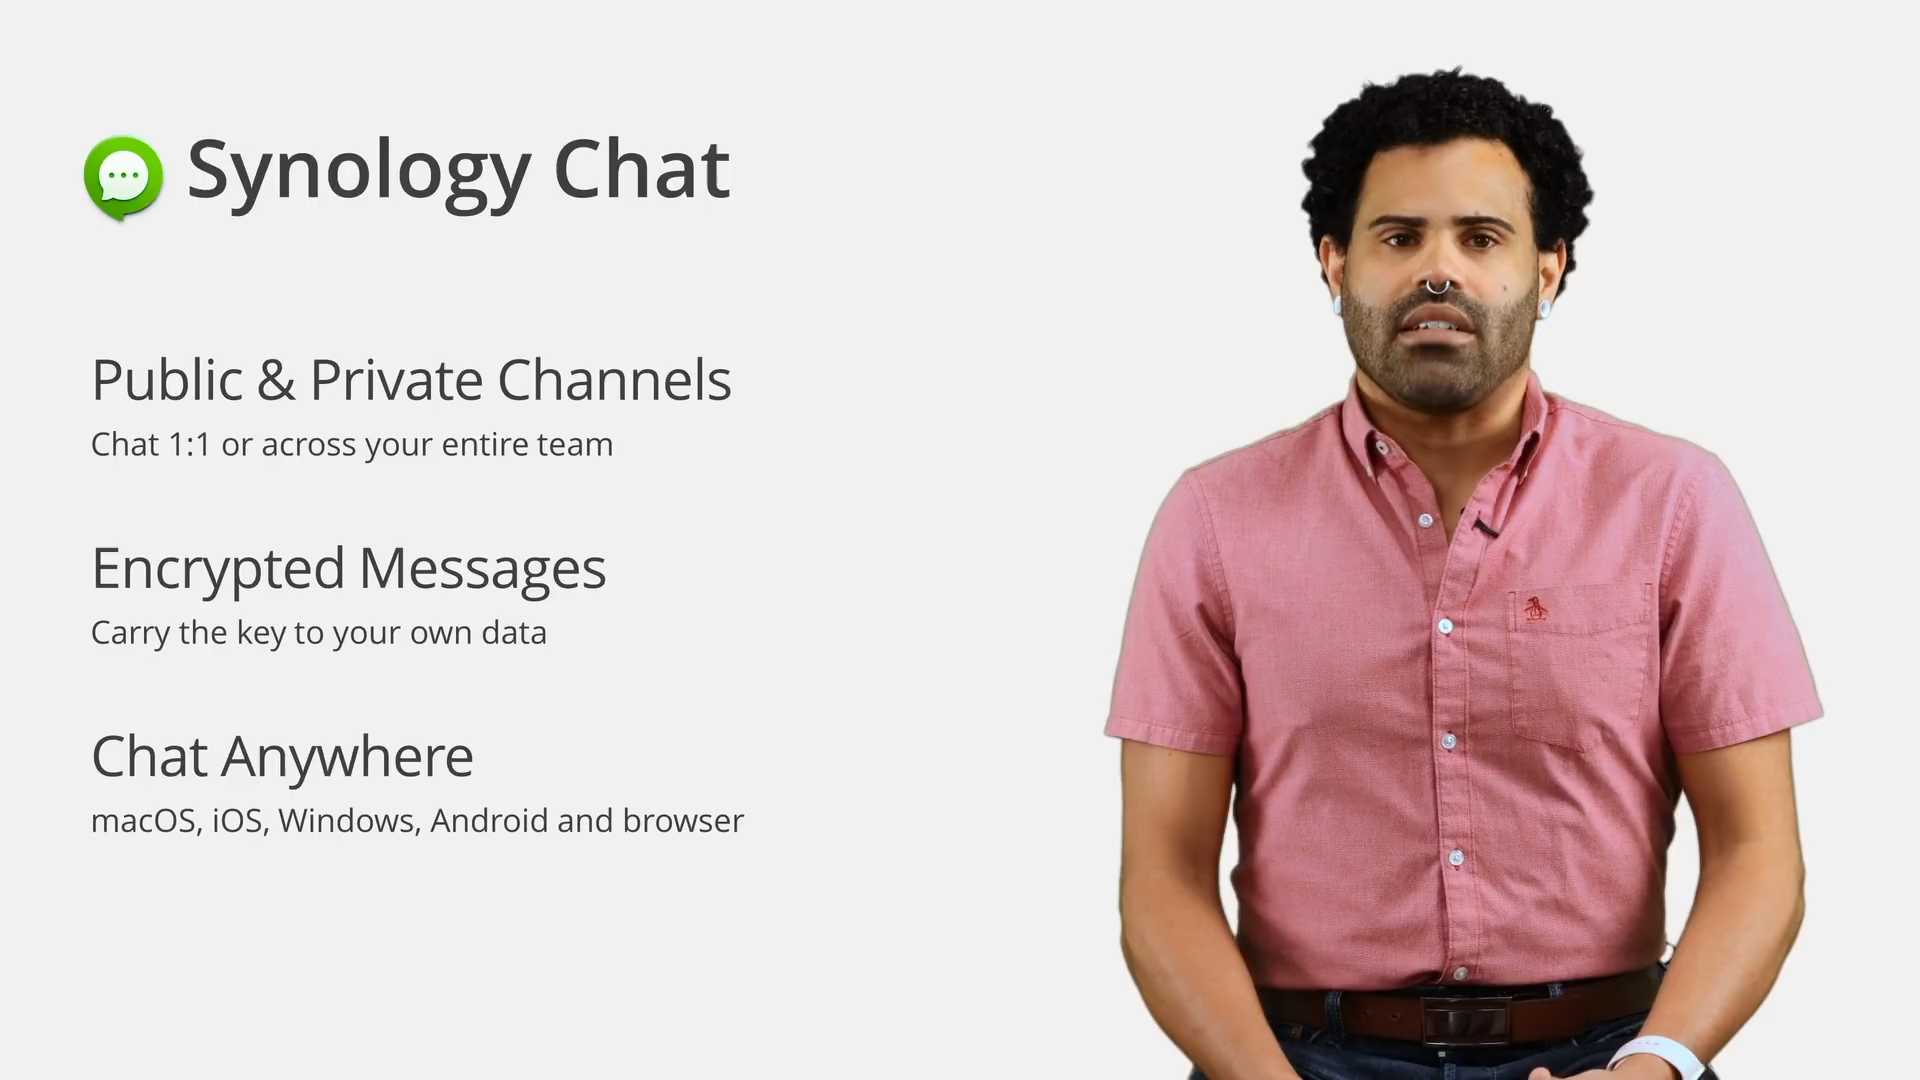 Synology Chat
Public & Private Channels
Chat 1:1 or across your entire team
Encrypted Messages
Carry the key to your own data
Chat Anywhere
macOS, iOS, Windows, Android and browser